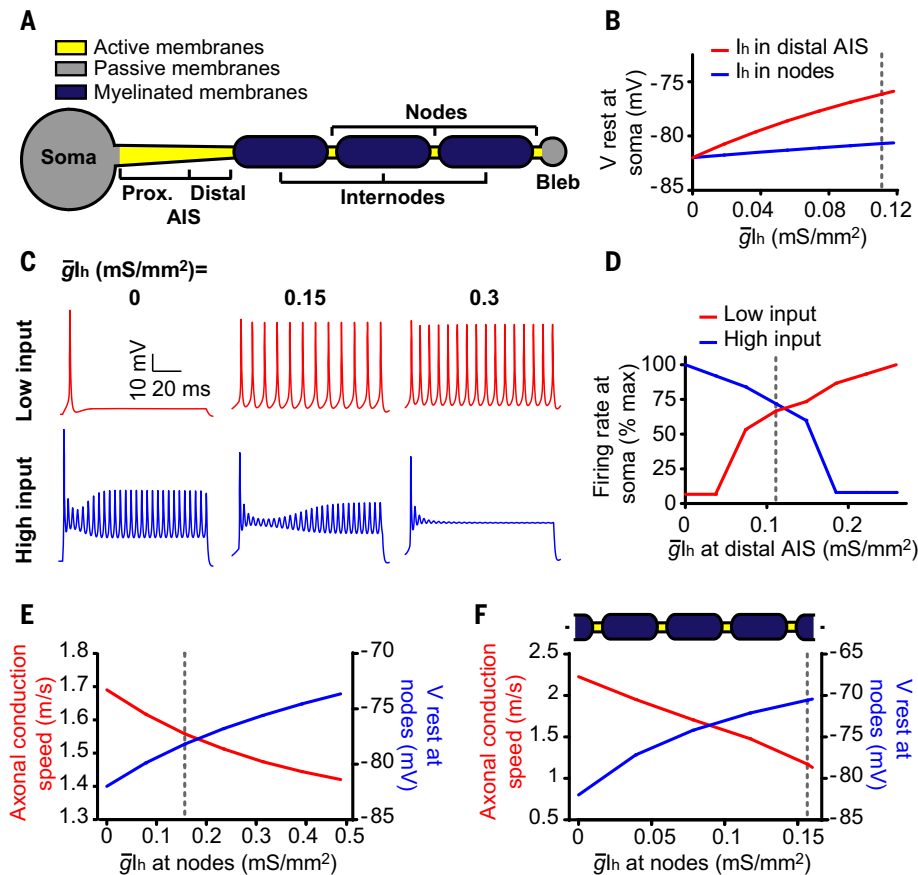 A
Active membranes
Passive membranes
Myelinated membranes
Soma
Nodes
Prox.
Distal
AIS
Internodes
Bleb
B
Ih in distal AIS
Ih in nodes
V rest at
soma (mV)
-75
-80
-85
0
0.04
0.08
0.12
g̅Ih (mS/mm²)
C
g̅Ih (mS/mm²)=
0
0.15
0.3
Low input
10 mV
20 ms
High input
D
Low input
High input
Firing rate at
soma (% max)
100
75
50
25
0
0
0.1
0.2
g̅Ih at distal AIS (mS/mm²)
E
Axonal conduction
speed (m/s)
1.8
1.7
1.6
1.5
1.4
1.3
-70
-75
-80
-85
V rest at
nodes (mV)
0
0.1
0.2
0.3
0.4
0.5
g̅Ih at nodes (mS/mm²)
F
Axonal conduction
speed (m/s)
2.5
2
1.5
1
0.5
-65
-70
-75
-80
-85
V rest at
nodes (mV)
0
0.05
0.10
0.15
g̅Ih at nodes (mS/mm²)